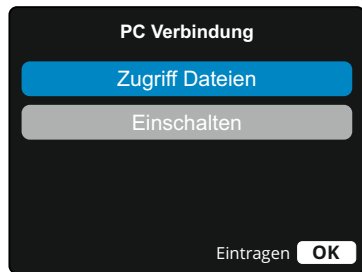 PC Verbindung
Zugriff Dateien
Einschalten
Eintragen OK